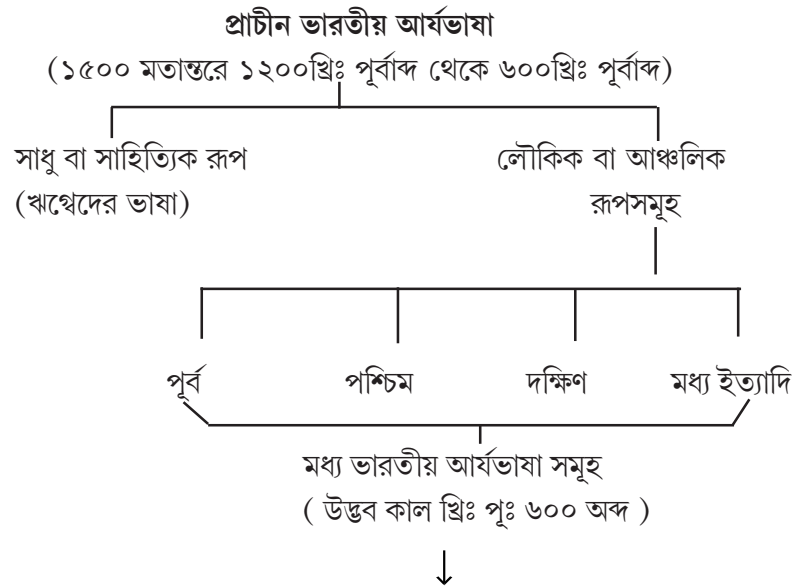 প্রাচীন ভারতীয় আর্যভাষা
(১৫০০ মতান্তরে ১২০০খ্রিঃ পূর্বাব্দ থেকে ৬০০খ্রিঃ পূর্বাব্দ)
সাধু বা সাহিত্যিক রূপ
(ঋগ্বেদের ভাষা)
লৌকিক বা আঞ্চলিক
রূপসমূহ
পূর্ব পশ্চিম দক্ষিণ মধ্য ইত্যাদি
মধ্য ভারতীয় আর্যভাষা সমূহ
( উদ্ভব কাল খ্রিঃ পূঃ ৬০০ অব্দ )